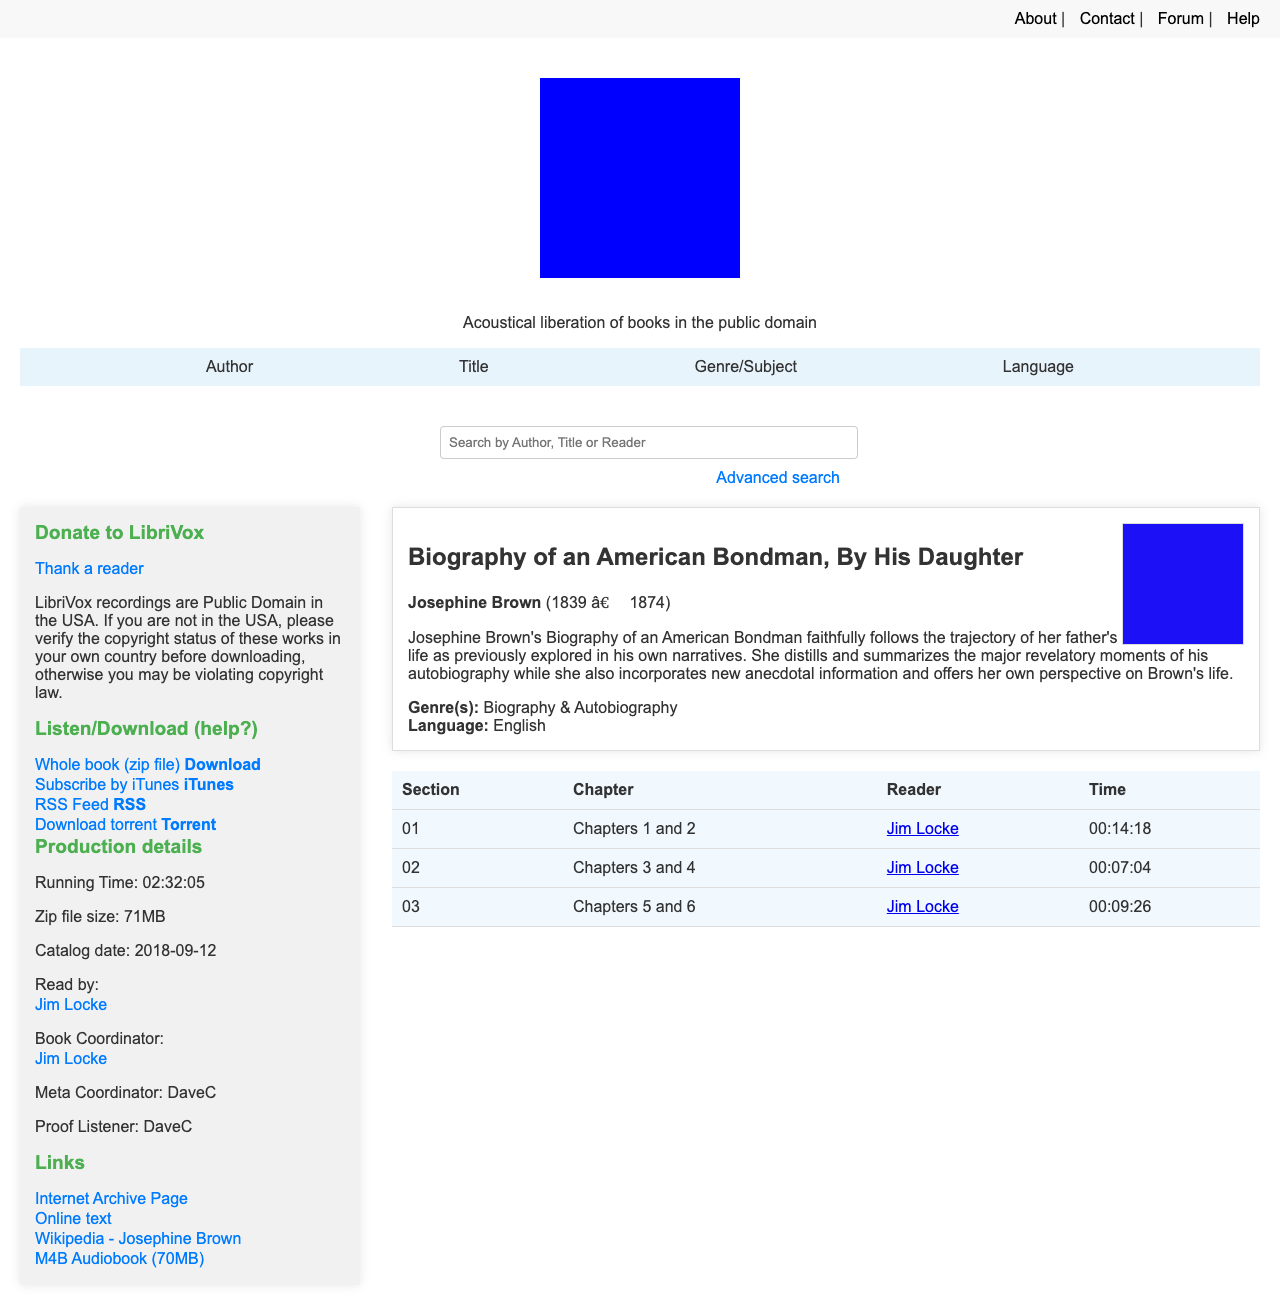 About | Contact | Forum | Help
Acoustical liberation of books in the public domain
Author Title Genre/Subject Language
Search by Author, Title or Reader
Advanced search
Donate to LibriVox
Thank a reader
LibriVox recordings are Public Domain in
the USA. If you are not in the USA, please
verify the copyright status of these works in
your own country before downloading,
otherwise you may be violating copyright
law.
Listen/Download (help?)
Whole book (zip file) Download
Subscribe by iTunes iTunes
RSS Feed RSS
Download torrent Torrent
Production details
Running Time: 02:32:05
Zip file size: 71MB
Catalog date: 2018-09-12
Read by:
Jim Locke
Book Coordinator:
Jim Locke
Meta Coordinator: DaveC
Proof Listener: DaveC
Links
Internet Archive Page
Online text
Wikipedia - Josephine Brown
M4B Audiobook (70MB)
Biography of an American Bondman, By His Daughter
Josephine Brown (1839 â€ 1874)
Josephine Brown's Biography of an American Bondman faithfully follows the trajectory of her father's
life as previously explored in his own narratives. She distills and summarizes the major revelatory moments of his
autobiography while she also incorporates new anecdotal information and offers her own perspective on Brown's life.
Genre(s): Biography & Autobiography
Language: English
Section Chapter Reader Time
01 Chapters 1 and 2 Jim Locke 00:14:18
02 Chapters 3 and 4 Jim Locke 00:07:04
03 Chapters 5 and 6 Jim Locke 00:09:26